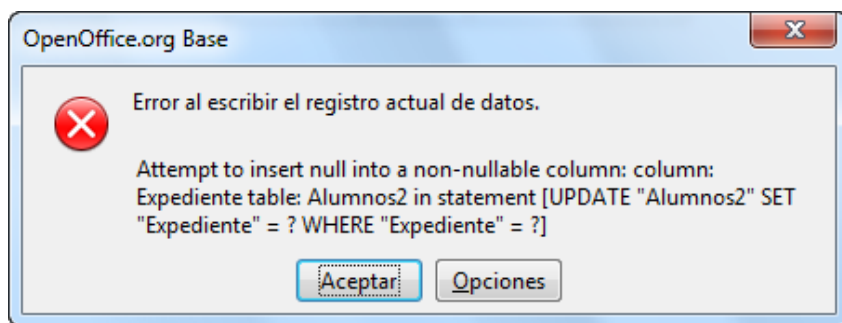 OpenOffice.org Base
Error al escribir el registro actual de datos.
Attempt to insert null into a non-nullable column: column:
Expediente table: Alumnos2 in statement [UPDATE "Alumnos2" SET
"Expediente" = ? WHERE "Expediente" = ?]
Aceptar Opciones